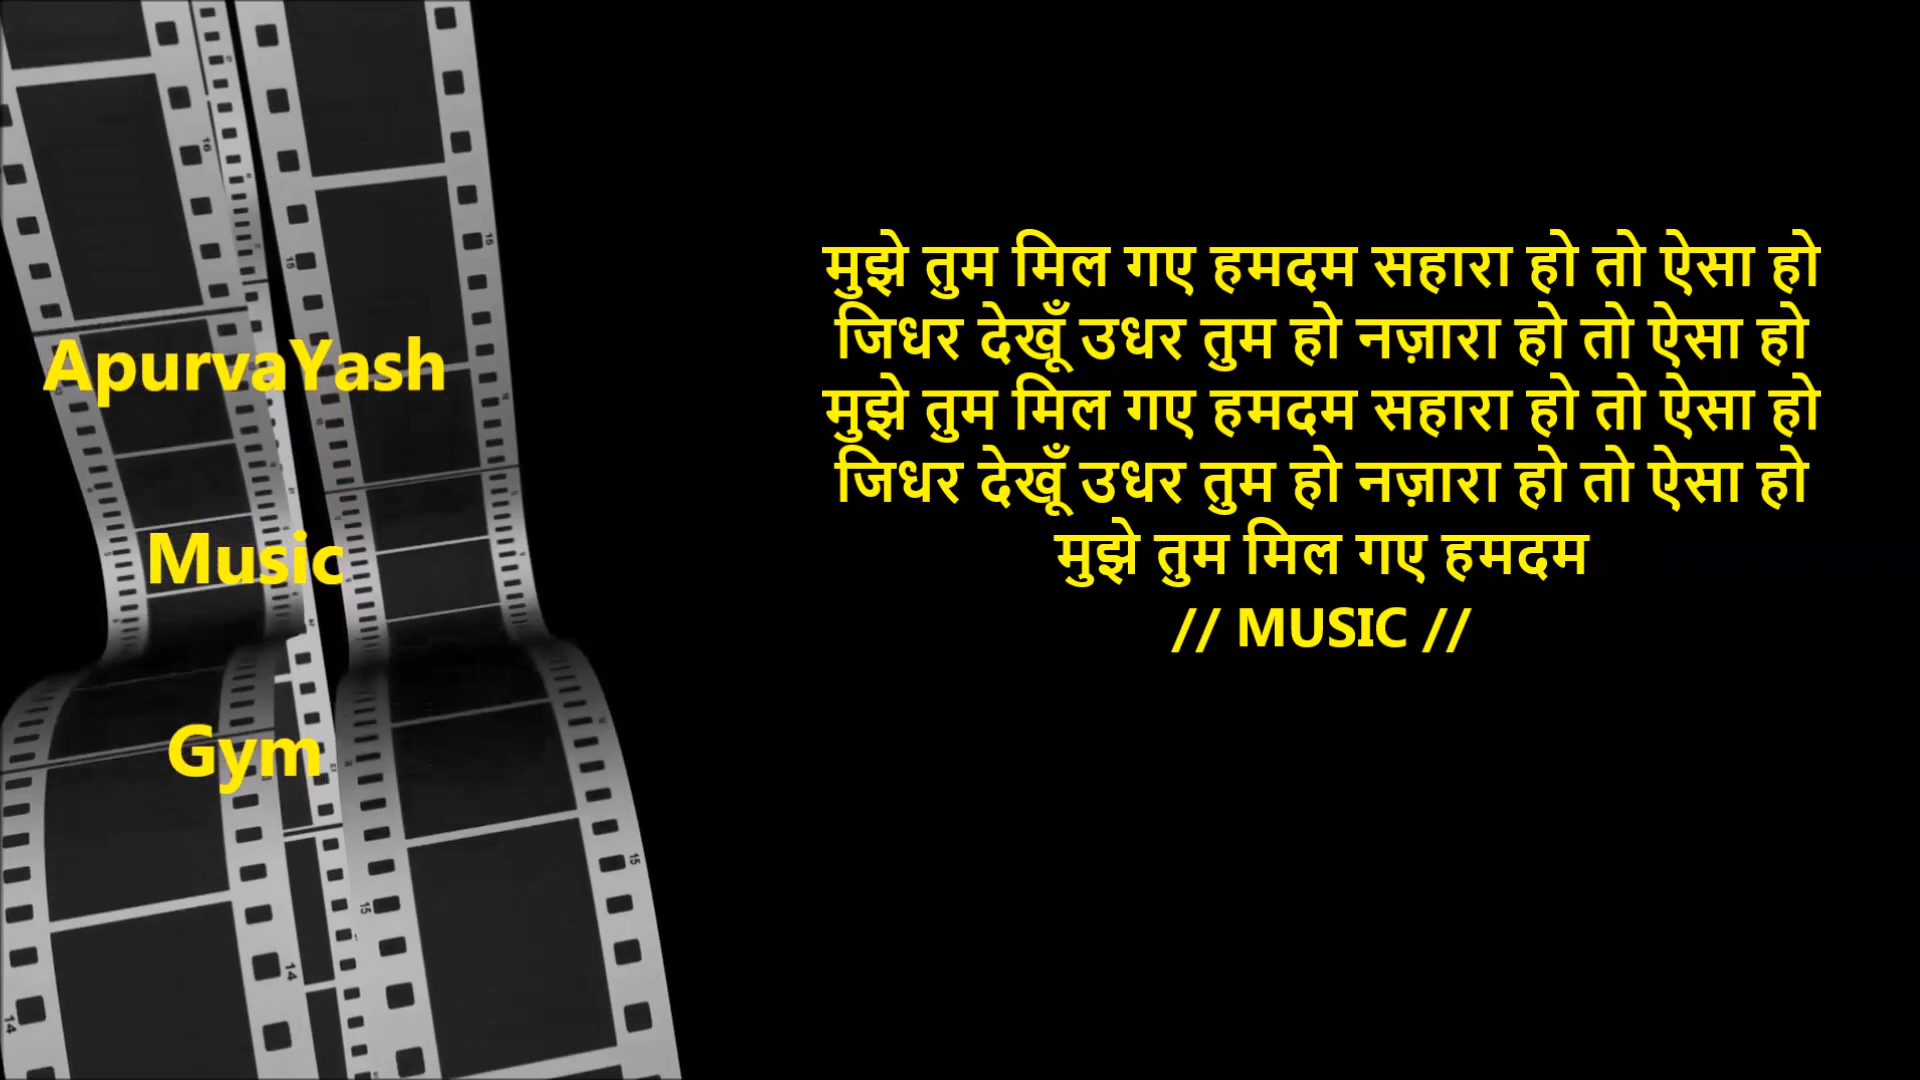 ApurvaYash
Music
Gym
मुझे तुम मिल गए हमदम सहारा हो तो ऐसा हो
जिधर देखूँ उधर तुम हो नज़ारा हो तो ऐसा हो
मुझे तुम मिल गए हमदम सहारा हो तो ऐसा हो
जिधर देखूँ उधर तुम हो नज़ारा हो तो ऐसा हो
मुझे तुम मिल गए हमदम
// MUSIC //